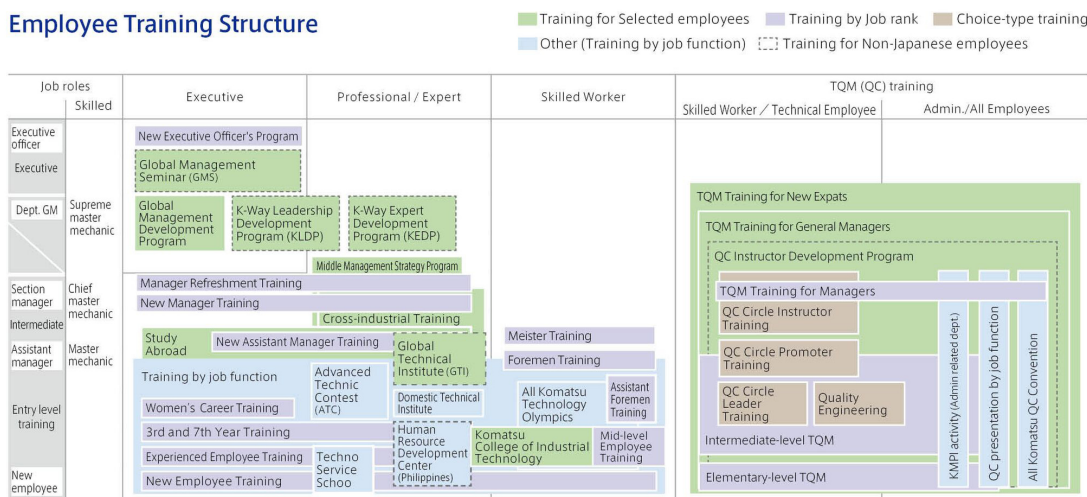 Employee Training Structure
Training for Selected employees
Training by Job rank
Choice-type training
Other (Training by job function)
Training for Non-Japanese employees
Job roles
Skilled
Executive
Professional / Expert
Skilled Worker
TQM (QC) training
Skilled Worker / Technical Employee
Admin./All Employees
Executive
officer
Executive
Dept. GM
Section
manager
Intermediate
Assistant
manager
Entry level
training
New
employee
Supreme
master
mechanic
Chief
master
mechanic
Master
mechanic
New Executive Officer's Program
Global Management
Seminar (GMS)
Global
Management
Development
Program
K-Way Leadership
Development
Program (KLDP)
K-Way Expert
Development
Program (KEDP)
Middle Management Strategy Program
Manager Refreshment Training
New Manager Training
Cross-industrial Training
Study
Abroad
New Assistant Manager Training
Global
Technical
Institute (GTI)
Meister Training
Foremen Training
Training by job function
Advanced
Technic
Contest
(ATC)
Domestic Technical
Institute
All Komatsu
Technology
Olympics
Assistant
Foremen
Training
Women's Career Training
3rd and 7th Year Training
Experienced Employee Training
New Employee Training
Techno
Service
Schoo
Human
Resource
Development
Center
(Philippines)
Komatsu
College of Industrial
Technology
Mid-level
Employee
Training
TQM Training for New Expats
TQM Training for General Managers
QC Instructor Development Program
TQM Training for Managers
QC Circle Instructor
Training
QC Circle Promoter
Training
QC Circle
Leader
Training
Quality
Engineering
Intermediate-level TQM
Elementary-level TQM
KMPI activity (Admin related dept.)
QC presentation by job function
All Komatsu QC Convention